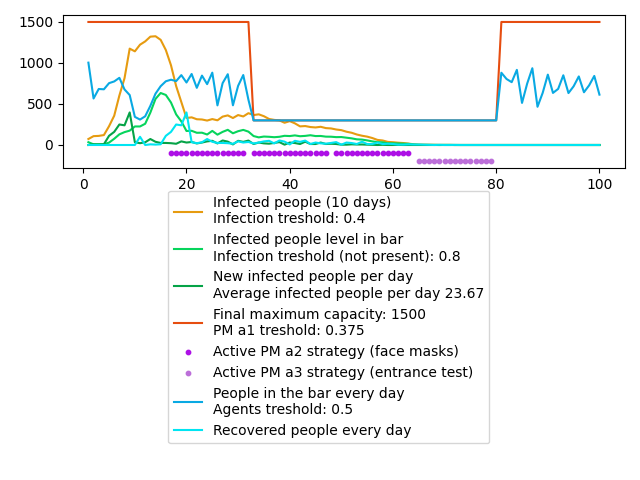 1500
1000
500
0
0
20
40
60
80
100
Infected people (10 days)
Infection treshold: 0.4
Infected people level in bar
Infection treshold (not present): 0.8
New infected people per day
Average infected people per day 23.67
Final maximum capacity: 1500
PM a1 treshold: 0.375
Active PM a2 strategy (face masks)
Active PM a3 strategy (entrance test)
People in the bar every day
Agents treshold: 0.5
Recovered people every day